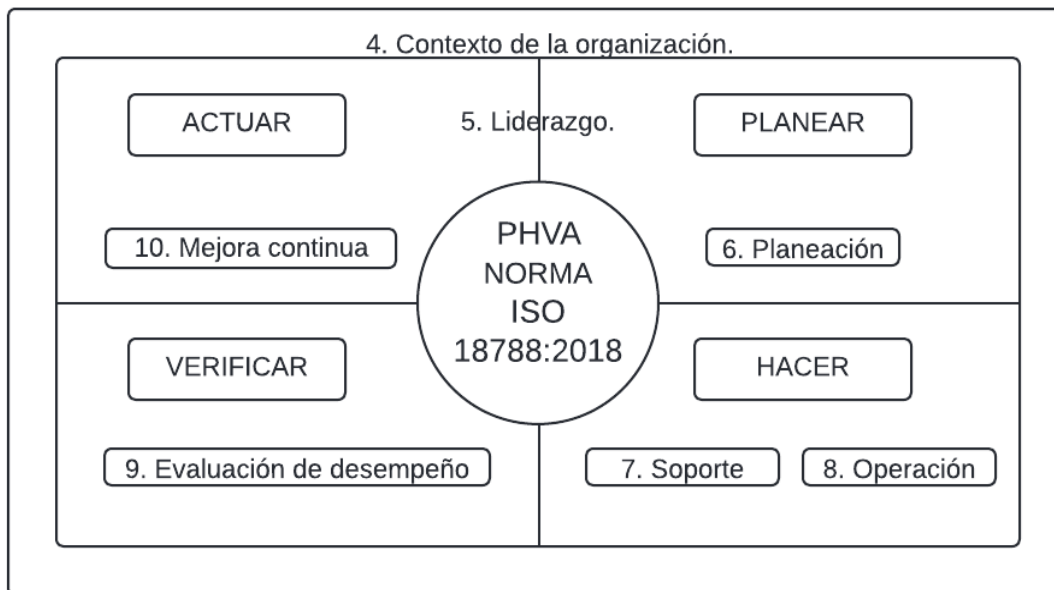 4. Contexto de la organización.
ACTUAR
5. Liderazgo.
PLANEAR
10. Mejora continua
PHVA
NORMA
ISO
18788:2018
6. Planeación
VERIFICAR
HACER
9. Evaluación de desempeño
7. Soporte
8. Operación